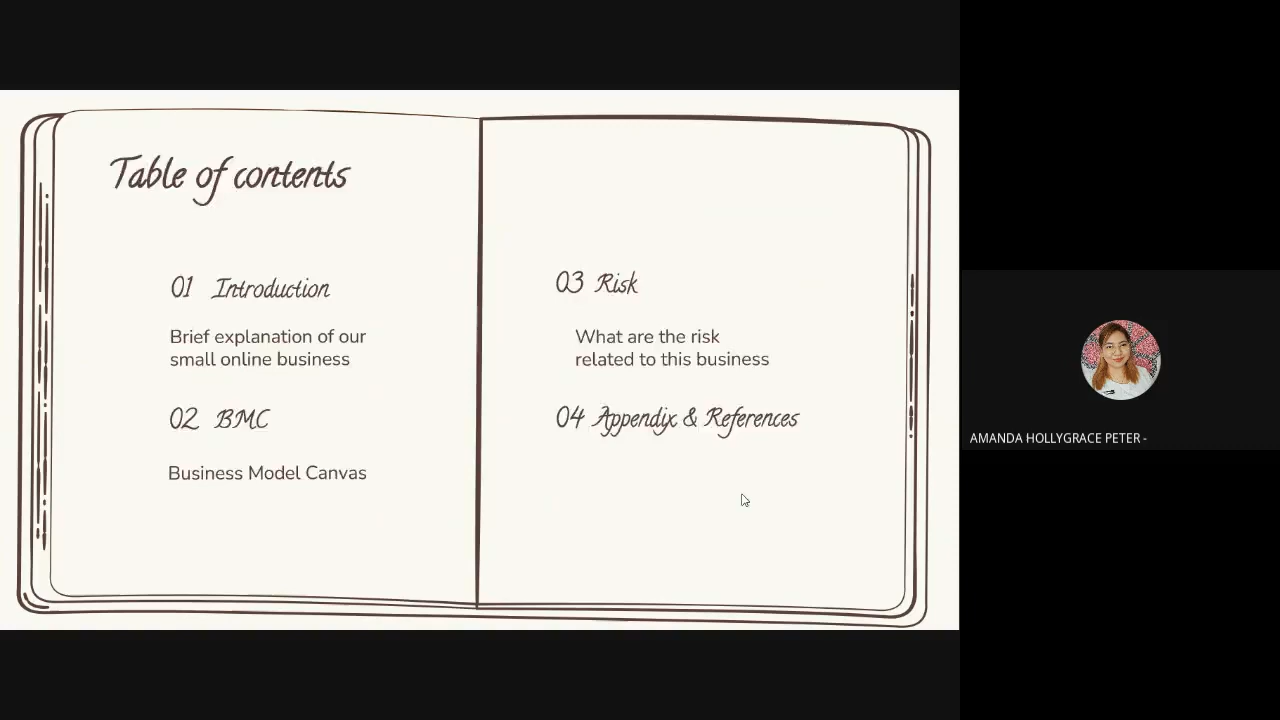 Table of contents
01 Introduction
Brief explanation of our
small online business
02 BMC
Business Model Canvas
03 Risk
What are the risk
related to this business
04 Appendix & References
AMANDA HOLLYGRACE PETER -